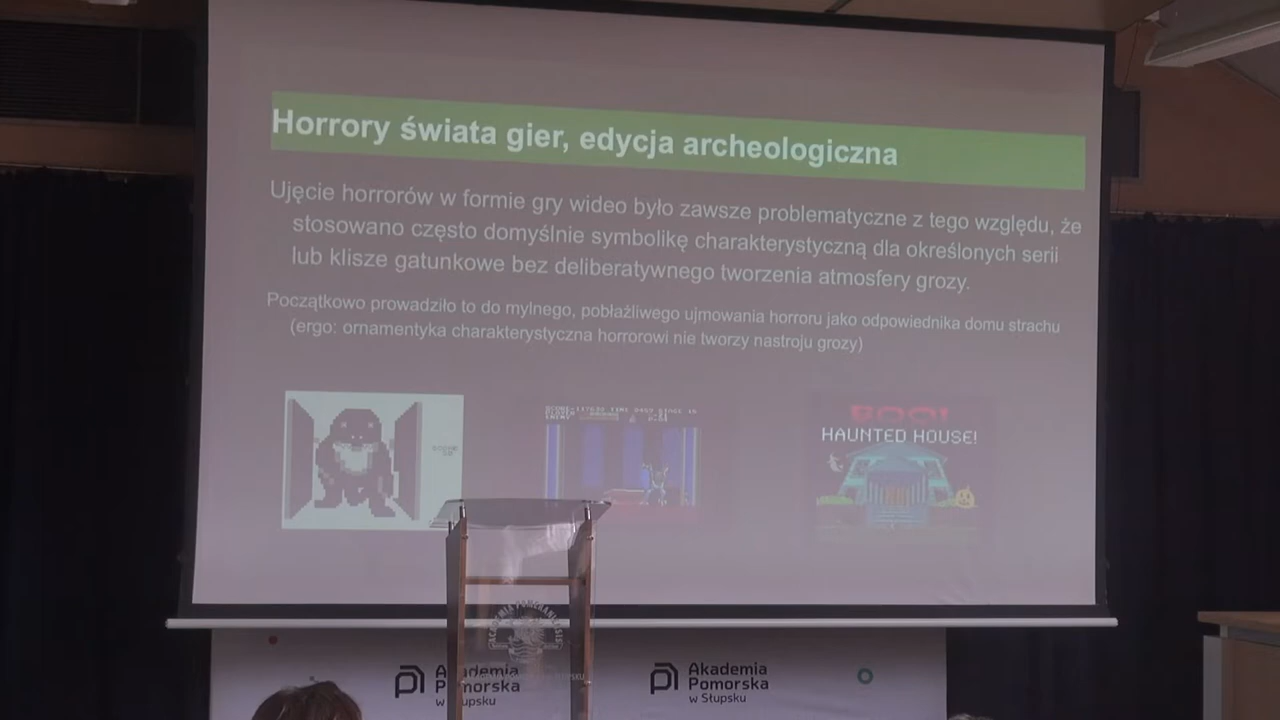 Horrory świata gier, edycja archeologiczna
Ujęcie horrorów w formie gry wideo było zawsze problematyczne z tego względu, że
stosowano często domyślnie symbolikę charakterystyczną dla określonych serii
lub klisze gatunkowe bez deliberatywnego tworzenia atmosfery grozy.
Początkowo prowadziło to do mylnego, pobłażliwego ujmowania horroru jako odpowiednika domu strachu
(ergo: ornamentyka charakterystyczna horrorowi nie tworzy nastroju grozy)
BOO!
HAUNTED HOUSE!
Akademia
Pomorska
w Słupsku
Akademia
Pomorska
w Słupsku